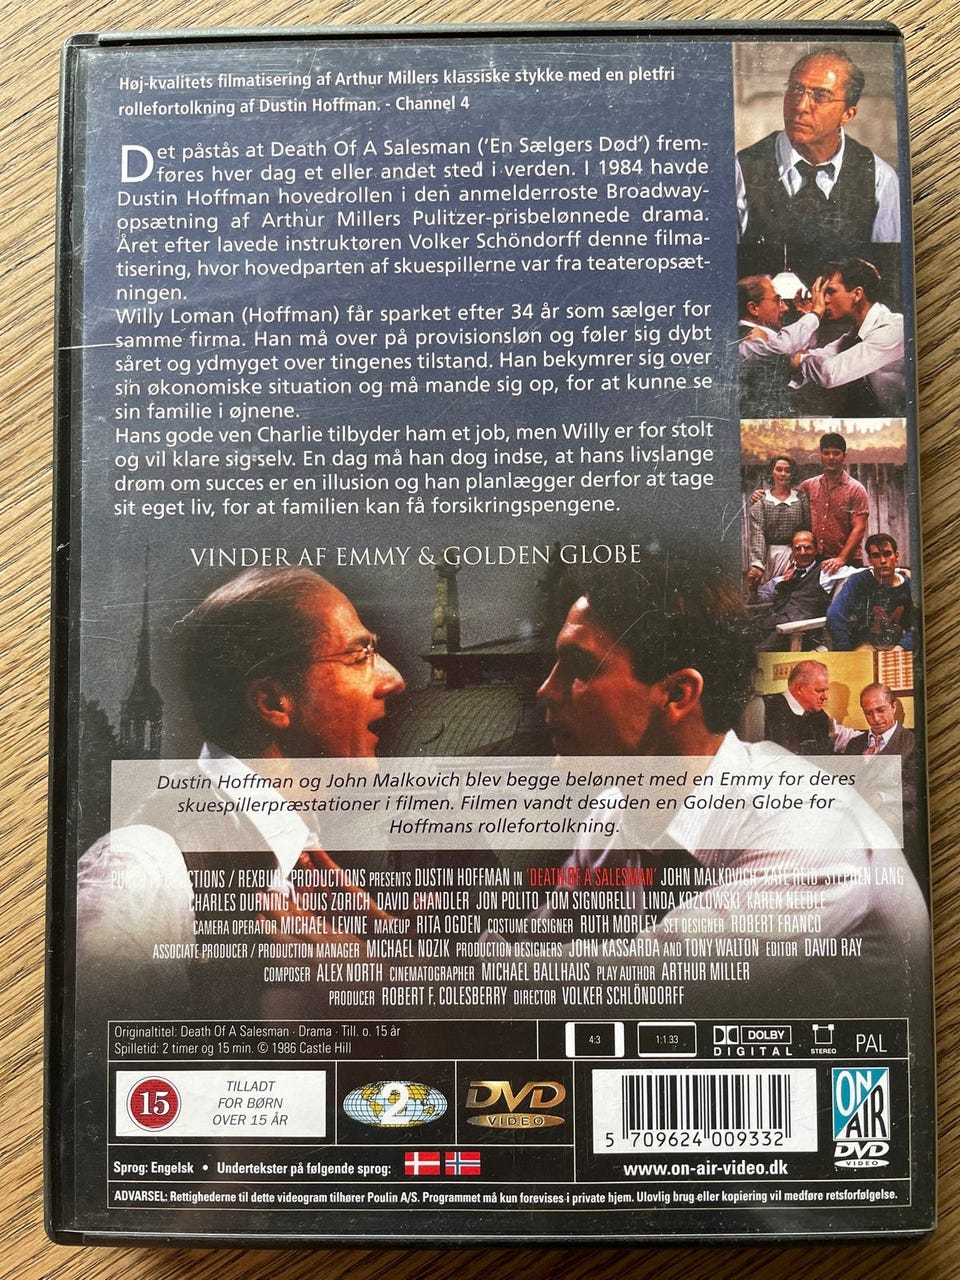 Høj-kvalitets filmatisering af Arthur Millers klassiske stykke med en pletfri
rollefortolkning af Dustin Hoffman. - Channel 4
Det påstås at Death Of A Salesman ('En Sælgers Død') frem-
føres hver dag et eller andet sted i verden. I 1984 havde
Dustin Hoffman hovedrollen i den anmelderroste Broadway-
opsætning af Arthur Millers Pulitzer-prisbelønnede drama.
Året efter lavede instruktøren Volker Schöndorff denne filma-
tisering, hvor hovedparten af skuespillerne var fra teateropsæt-
ningen.
Willy Loman (Hoffman) får sparket efter 34 år som sælger for
samme firma. Han må over på provisionsløn og føler sig dybt
såret og ydmyget over tingenes tilstand. Han bekymrer sig over
sin økonomiske situation og må mande sig op, for at kunne se
sin familie i øjnene.
Hans gode ven Charlie tilbyder ham et job, men Willy er for stolt
og vil klare sig selv. En dag må han dog indse, at hans livslange
drøm om succes er en illusion og han planlægger derfor at tage
sit eget liv, for at familien kan få forsikringspengene.
VINDER AF EMMY & GOLDEN GLOBE
Dustin Hoffman og John Malkovich blev begge belønnet med en Emmy for deres
skuespillerpræstationer i filmen. Filmen vandt desuden en Golden Globe for
Hoffmans rollefortolkning.
PUNCH PRODUCTIONS / REXBURY PRODUCTIONS PRESENTS DUSTIN HOFFMAN IN 'DEATH OF A SALESMAN' JOHN MALKOVICH KATE REID STEPHEN LANG
CHARLES DURNING LOUIS ZORICH DAVID CHANDLER JON POLITO TOM SIGNORELLI LINDA KOZLOWSKI KAREN NEEDLE
CAMERA OPERATOR MICHAEL LEVINE MAKEUP RITA OGDEN COSTUME DESIGNER RUTH MORLEY SET DESIGNER ROBERT FRANCO
ASSOCIATE PRODUCER / PRODUCTION MANAGER MICHAEL NOZIK PRODUCTION DESIGNERS JOHN KASSARDA AND TONY WALTON EDITOR DAVID RAY
COMPOSER ALEX NORTH CINEMATOGRAPHER MICHAEL BALLHAUS PLAY AUTHOR ARTHUR MILLER
PRODUCER ROBERT F. COLESBERRY DIRECTOR VOLKER SCHLÖNDORFF
Originaltitel: Death Of A Salesman · Drama · Till. o. 15 år
Spilletid: 2 timer og 15 min. © 1986 Castle Hill
4:3
1:1.33
DOLBY
DIGITAL
STEREO
PAL
15
TILLADT
FOR BØRN
OVER 15 ÅR
2
DVD
VIDEO
5 709624 009332
ON
AIR
DVD
VIDEO
Sprog: Engelsk • Undertekster på følgende sprog:
www.on-air-video.dk
ADVARSEL: Rettighederne til dette videogram tilhører Poulin A/S. Programmet må kun forevises i private hjem. Ulovlig brug eller kopiering vil medføre retsforfølgelse.